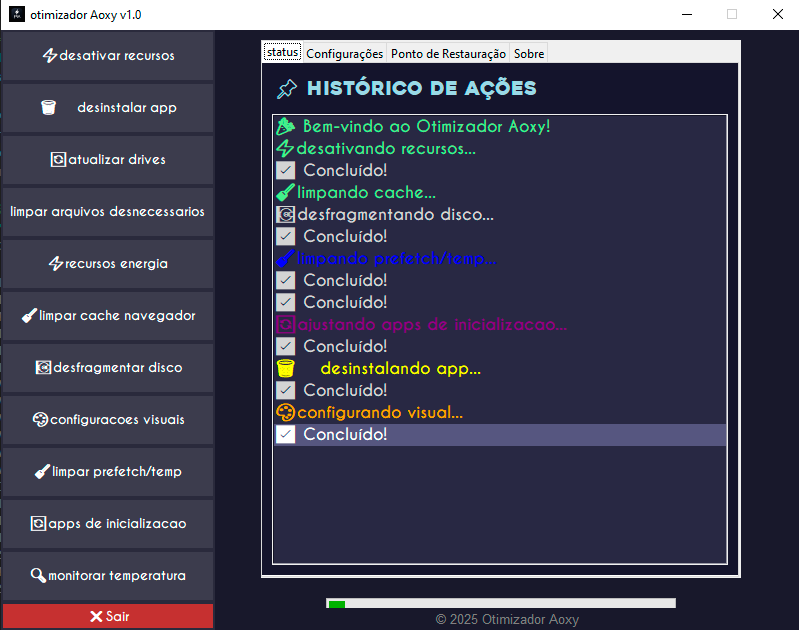 otimizador Aoxy v1.0
desativar recursos
desinstalar app
atualizar drives
limpar arquivos desnecessarios
recursos energia
limpar cache navegador
desfragmentar disco
configuracoes visuais
limpar prefetch/temp
apps de inicializacao
monitorar temperatura
Sair
status Configurações Ponto de Restauração Sobre
HISTÓRICO DE AÇÕES
Bem-vindo ao Otimizador Aoxy!
desativando recursos...
Concluído!
limpando cache...
desfragmentando disco...
Concluído!
limpando prefetch/temp...
Concluído!
Concluído!
ajustando apps de inicializacao...
Concluído!
desinstalando app...
Concluído!
configurando visual...
Concluído!
© 2025 Otimizador Aoxy